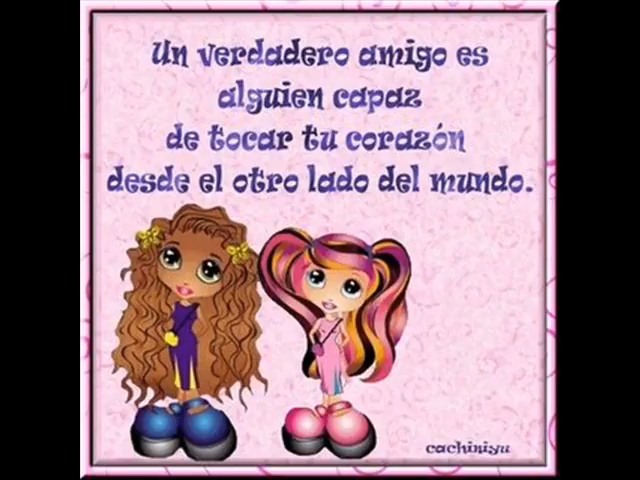 Un verdadero amigo es
alguien capaz
de tocar tu corazón
desde el otro lado del mundo.
cachiniyu